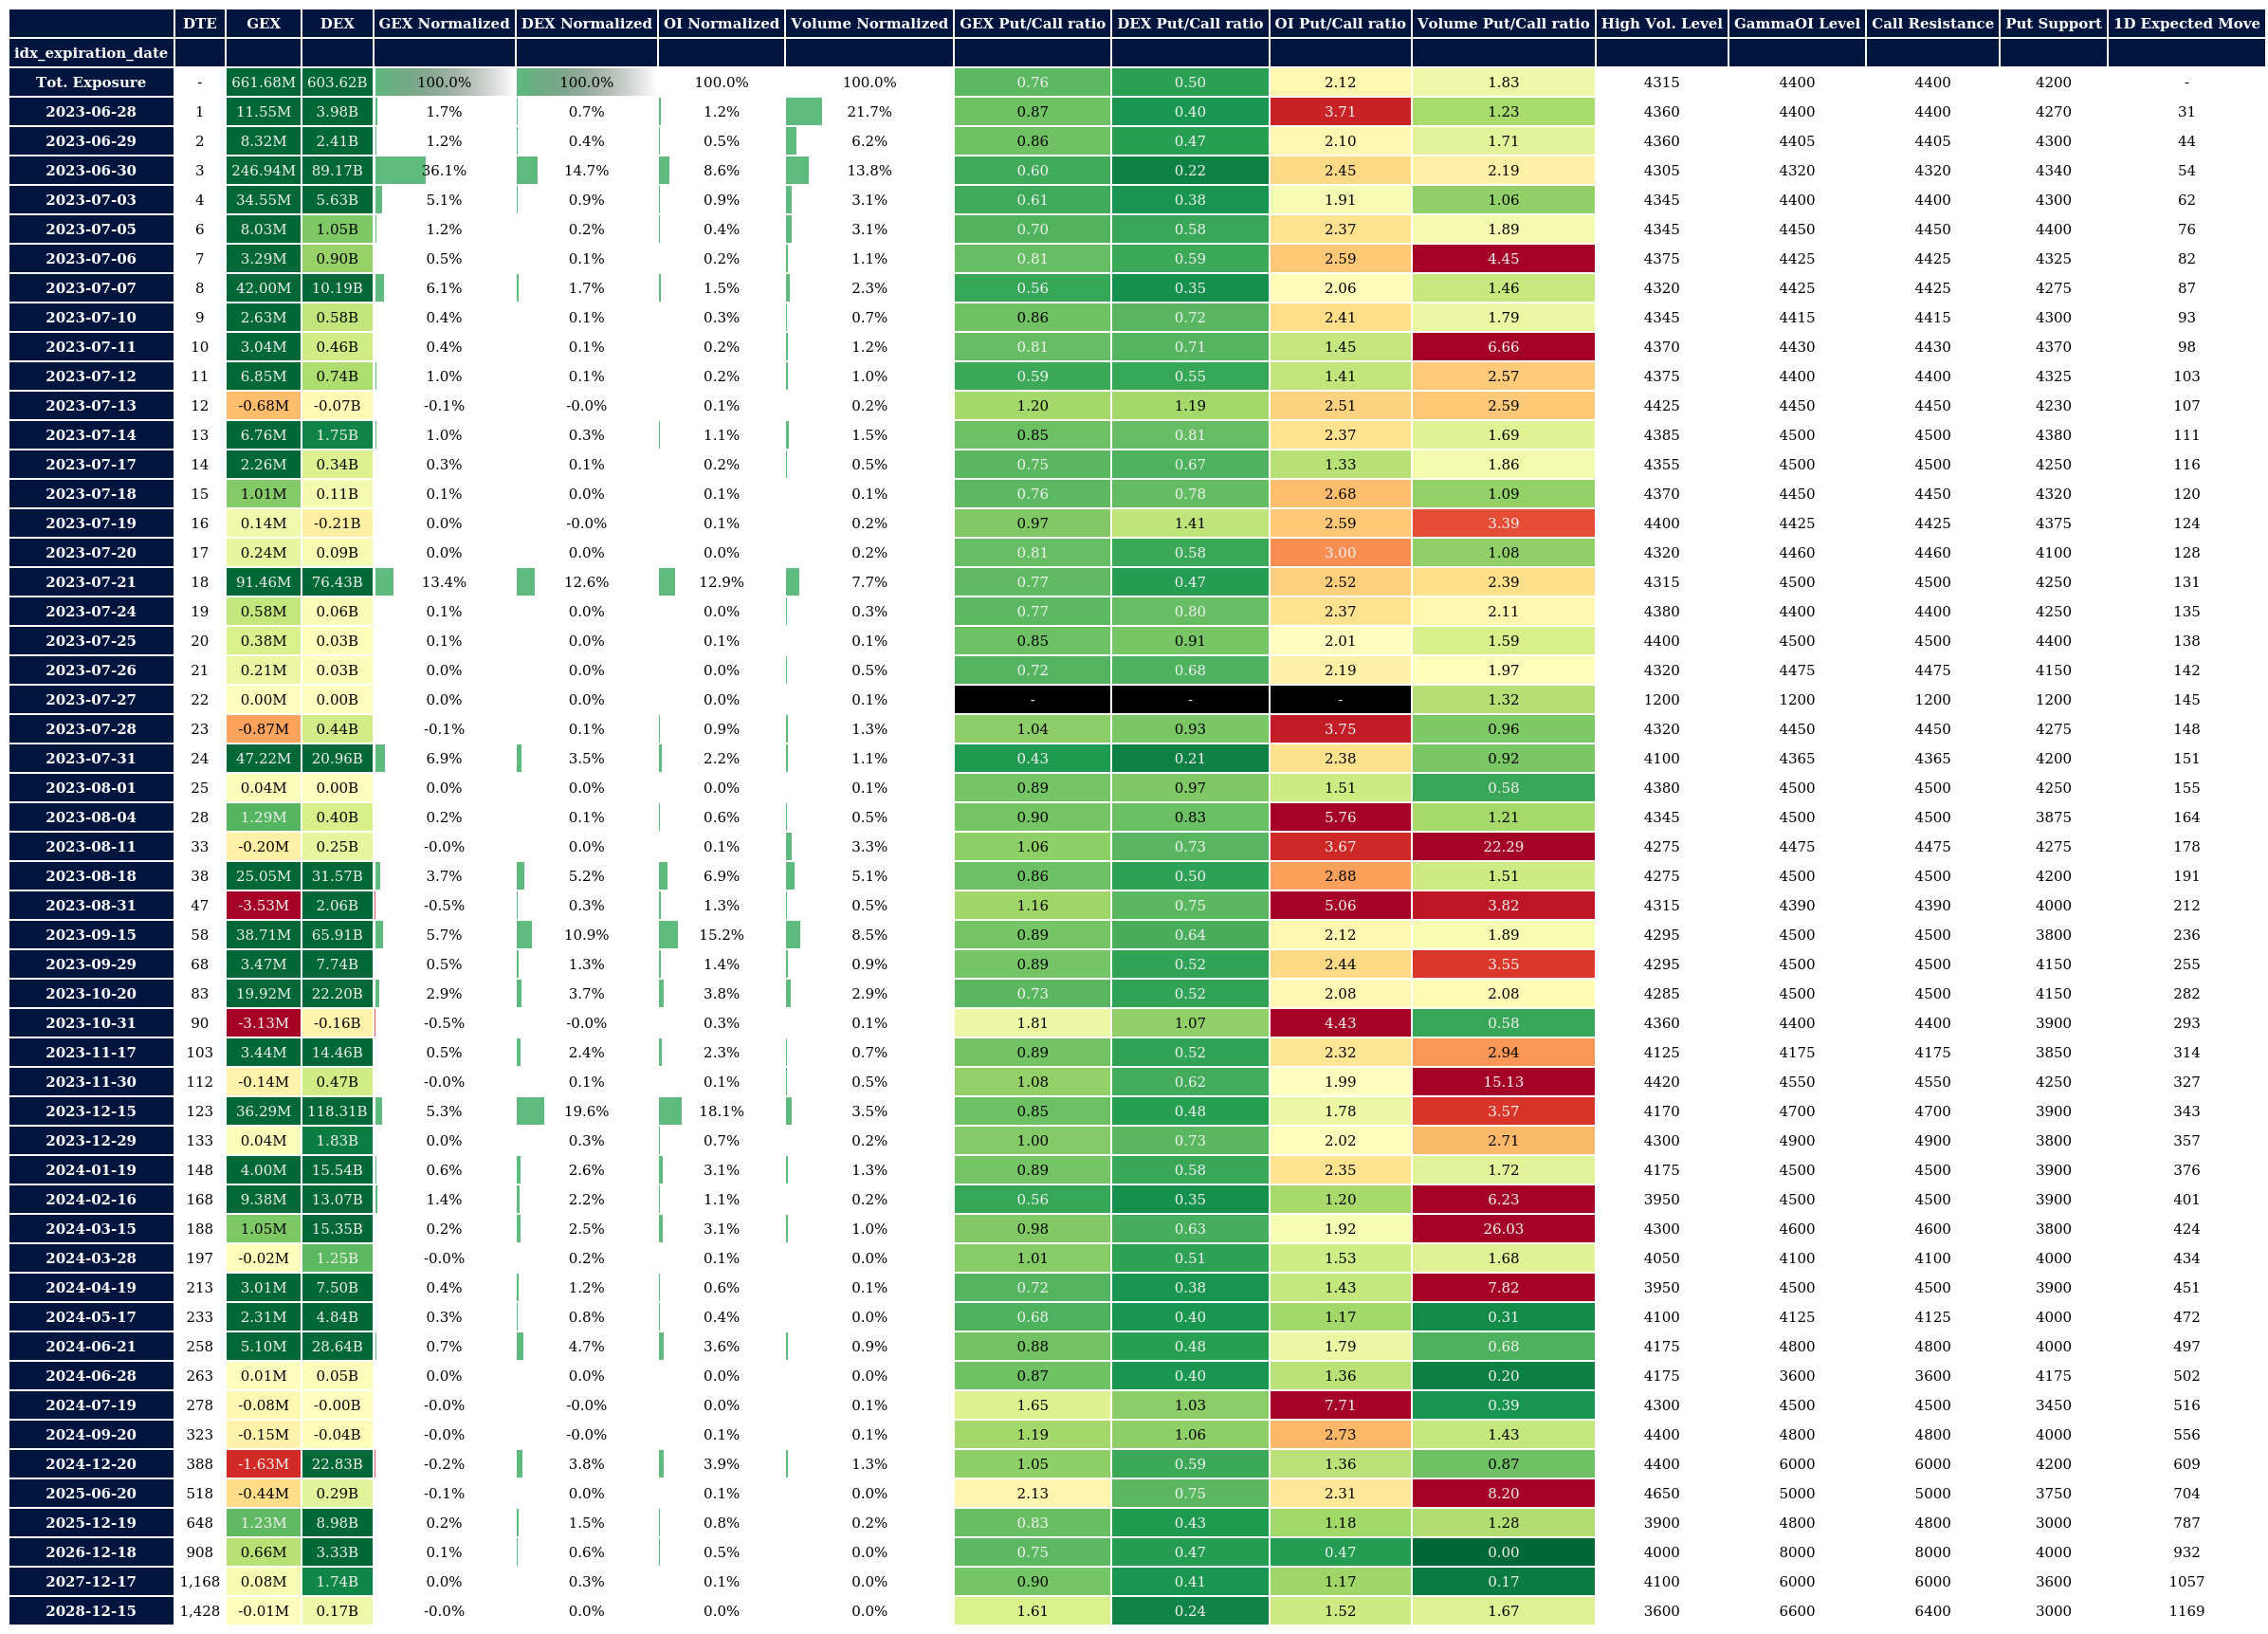 DTE GEX DEX GEX Normalized DEX Normalized OI Normalized Volume Normalized GEX Put/Call ratio DEX Put/Call ratio OI Put/Call ratio Volume Put/Call ratio High Vol. Level GammaOI Level Call Resistance Put Support 1D Expected Move
idx_expiration_date
Tot. Exposure - 661.68M 603.62B 100.0% 100.0% 100.0% 100.0% 0.76 0.50 2.12 1.83 4315 4400 4400 4200 -
2023-06-28 1 11.55M 3.98B 1.7% 0.7% 1.2% 21.7% 0.87 0.40 3.71 1.23 4360 4400 4400 4270 31
2023-06-29 2 8.32M 2.41B 1.2% 0.4% 0.5% 6.2% 0.86 0.47 2.10 1.71 4360 4405 4405 4300 44
2023-06-30 3 246.94M 89.17B 36.1% 14.7% 8.6% 13.8% 0.60 0.22 2.45 2.19 4305 4320 4320 4340 54
2023-07-03 4 34.55M 5.63B 5.1% 0.9% 0.9% 3.1% 0.61 0.38 1.91 1.06 4345 4400 4400 4300 62
2023-07-05 6 8.03M 1.05B 1.2% 0.2% 0.4% 3.1% 0.70 0.58 2.37 1.89 4345 4450 4450 4400 76
2023-07-06 7 3.29M 0.90B 0.5% 0.1% 0.2% 1.1% 0.81 0.59 2.59 4.45 4375 4425 4425 4325 82
2023-07-07 8 42.00M 10.19B 6.1% 1.7% 1.5% 2.3% 0.56 0.35 2.06 1.46 4320 4425 4425 4275 87
2023-07-10 9 2.63M 0.58B 0.4% 0.1% 0.3% 0.7% 0.86 0.72 2.41 1.79 4345 4415 4415 4300 93
2023-07-11 10 3.04M 0.46B 0.4% 0.1% 0.2% 1.2% 0.81 0.71 1.45 6.66 4370 4430 4430 4370 98
2023-07-12 11 6.85M 0.74B 1.0% 0.1% 0.2% 1.0% 0.59 0.55 1.41 2.57 4375 4400 4400 4325 103
2023-07-13 12 -0.68M -0.07B -0.1% -0.0% 0.1% 0.2% 1.20 1.19 2.51 2.59 4425 4450 4450 4230 107
2023-07-14 13 6.76M 1.75B 1.0% 0.3% 1.1% 1.5% 0.85 0.81 2.37 1.69 4385 4500 4500 4380 111
2023-07-17 14 2.26M 0.34B 0.3% 0.1% 0.2% 0.5% 0.75 0.67 1.33 1.86 4355 4500 4500 4250 116
2023-07-18 15 1.01M 0.11B 0.1% 0.0% 0.1% 0.1% 0.76 0.78 2.68 1.09 4370 4450 4450 4320 120
2023-07-19 16 0.14M -0.21B 0.0% -0.0% 0.1% 0.2% 0.97 1.41 2.59 3.39 4400 4425 4425 4375 124
2023-07-20 17 0.24M 0.09B 0.0% 0.0% 0.0% 0.2% 0.81 0.58 3.00 1.08 4320 4460 4460 4100 128
2023-07-21 18 91.46M 76.43B 13.4% 12.6% 12.9% 7.7% 0.77 0.47 2.52 2.39 4315 4500 4500 4250 131
2023-07-24 19 0.58M 0.06B 0.1% 0.0% 0.0% 0.3% 0.77 0.80 2.37 2.11 4380 4400 4400 4250 135
2023-07-25 20 0.38M 0.03B 0.1% 0.0% 0.1% 0.1% 0.85 0.91 2.01 1.59 4400 4500 4500 4400 138
2023-07-26 21 0.21M 0.03B 0.0% 0.0% 0.0% 0.5% 0.72 0.68 2.19 1.97 4320 4475 4475 4150 142
2023-07-27 22 0.00M 0.00B 0.0% 0.0% 0.0% 0.1% - - - 1.32 1200 1200 1200 1200 145
2023-07-28 23 -0.87M 0.44B -0.1% 0.1% 0.9% 1.3% 1.04 0.93 3.75 0.96 4320 4450 4450 4275 148
2023-07-31 24 47.22M 20.96B 6.9% 3.5% 2.2% 1.1% 0.43 0.21 2.38 0.92 4100 4365 4365 4200 151
2023-08-01 25 0.04M 0.00B 0.0% 0.0% 0.0% 0.1% 0.89 0.97 1.51 0.58 4380 4500 4500 4250 155
2023-08-04 28 1.29M 0.40B 0.2% 0.1% 0.6% 0.5% 0.90 0.83 5.76 1.21 4345 4500 4500 3875 164
2023-08-11 33 -0.20M 0.25B -0.0% 0.0% 0.1% 3.3% 1.06 0.73 3.67 22.29 4275 4475 4475 4275 178
2023-08-18 38 25.05M 31.57B 3.7% 5.2% 6.9% 5.1% 0.86 0.50 2.88 1.51 4275 4500 4500 4200 191
2023-08-31 47 -3.53M 2.06B -0.5% 0.3% 1.3% 0.5% 1.16 0.75 5.06 3.82 4315 4390 4390 4000 212
2023-09-15 58 38.71M 65.91B 5.7% 10.9% 15.2% 8.5% 0.89 0.64 2.12 1.89 4295 4500 4500 3800 236
2023-09-29 68 3.47M 7.74B 0.5% 1.3% 1.4% 0.9% 0.89 0.52 2.44 3.55 4295 4500 4500 4150 255
2023-10-20 83 19.92M 22.20B 2.9% 3.7% 3.8% 2.9% 0.73 0.52 2.08 2.08 4285 4500 4500 4150 282
2023-10-31 90 -3.13M -0.16B -0.5% -0.0% 0.3% 0.1% 1.81 1.07 4.43 0.58 4360 4400 4400 3900 293
2023-11-17 103 3.44M 14.46B 0.5% 2.4% 2.3% 0.7% 0.89 0.52 2.32 2.94 4125 4175 4175 3850 314
2023-11-30 112 -0.14M 0.47B -0.0% 0.1% 0.1% 0.5% 1.08 0.62 1.99 15.13 4420 4550 4550 4250 327
2023-12-15 123 36.29M 118.31B 5.3% 19.6% 18.1% 3.5% 0.85 0.48 1.78 3.57 4170 4700 4700 3900 343
2023-12-29 133 0.04M 1.83B 0.0% 0.3% 0.7% 0.2% 1.00 0.73 2.02 2.71 4300 4900 4900 3800 357
2024-01-19 148 4.00M 15.54B 0.6% 2.6% 3.1% 1.3% 0.89 0.58 2.35 1.72 4175 4500 4500 3900 376
2024-02-16 168 9.38M 13.07B 1.4% 2.2% 1.1% 0.2% 0.56 0.35 1.20 6.23 3950 4500 4500 3900 401
2024-03-15 188 1.05M 15.35B 0.2% 2.5% 3.1% 1.0% 0.98 0.63 1.92 26.03 4300 4600 4600 3800 424
2024-03-28 197 -0.02M 1.25B -0.0% 0.2% 0.1% 0.0% 1.01 0.51 1.53 1.68 4050 4100 4100 4000 434
2024-04-19 213 3.01M 7.50B 0.4% 1.2% 0.6% 0.1% 0.72 0.38 1.43 7.82 3950 4500 4500 3900 451
2024-05-17 233 2.31M 4.84B 0.3% 0.8% 0.4% 0.0% 0.68 0.40 1.17 0.31 4100 4125 4125 4000 472
2024-06-21 258 5.10M 28.64B 0.7% 4.7% 3.6% 0.9% 0.88 0.48 1.79 0.68 4175 4800 4800 4000 497
2024-06-28 263 0.01M 0.05B 0.0% 0.0% 0.0% 0.0% 0.87 0.40 1.36 0.20 4175 3600 3600 4175 502
2024-07-19 278 -0.08M -0.00B -0.0% -0.0% 0.0% 0.1% 1.65 1.03 7.71 0.39 4300 4500 4500 3450 516
2024-09-20 323 -0.15M -0.04B -0.0% -0.0% 0.1% 0.1% 1.19 1.06 2.73 1.43 4400 4800 4800 4000 556
2024-12-20 388 -1.63M 22.83B -0.2% 3.8% 3.9% 1.3% 1.05 0.59 1.36 0.87 4400 6000 6000 4200 609
2025-06-20 518 -0.44M 0.29B -0.1% 0.0% 0.1% 0.0% 2.13 0.75 2.31 8.20 4650 5000 5000 3750 704
2025-12-19 648 1.23M 8.98B 0.2% 1.5% 0.8% 0.2% 0.83 0.43 1.18 1.28 3900 4800 4800 3000 787
2026-12-18 908 0.66M 3.33B 0.1% 0.6% 0.5% 0.0% 0.75 0.47 0.47 0.00 4000 8000 8000 4000 932
2027-12-17 1,168 0.08M 1.74B 0.0% 0.3% 0.1% 0.0% 0.90 0.41 1.17 0.17 4100 6000 6000 3600 1057
2028-12-15 1,428 -0.01M 0.17B -0.0% 0.0% 0.0% 0.0% 1.61 0.24 1.52 1.67 3600 6600 6400 3000 1169